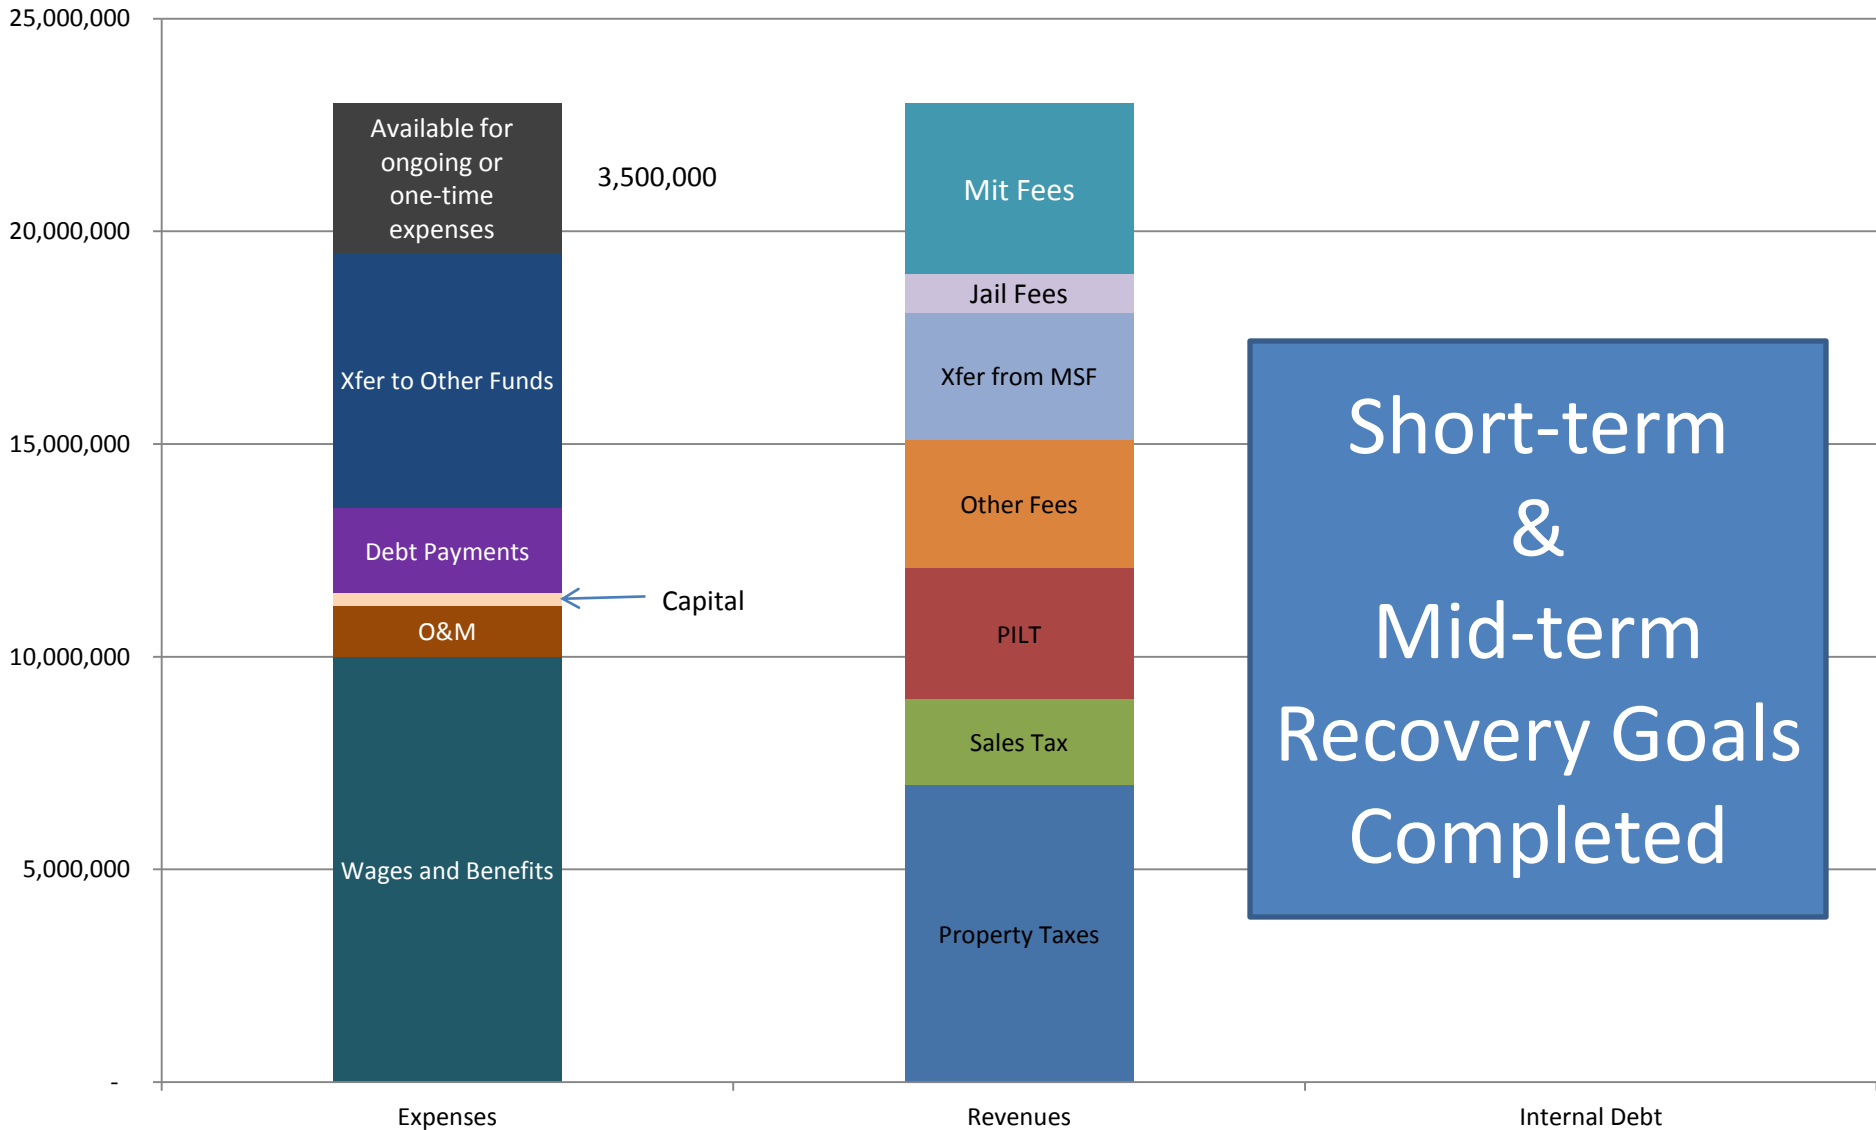 25,000,000
20,000,000
15,000,000
10,000,000
5,000,000
-
Available for
ongoing or
one-time
expenses
3,500,000
Xfer to Other Funds
Debt Payments
Capital
O&M
Wages and Benefits
Mit Fees
Jail Fees
Xfer from MSF
Other Fees
PILT
Sales Tax
Property Taxes
Short-term
&
Mid-term
Recovery Goals
Completed
Expenses
Revenues
Internal Debt